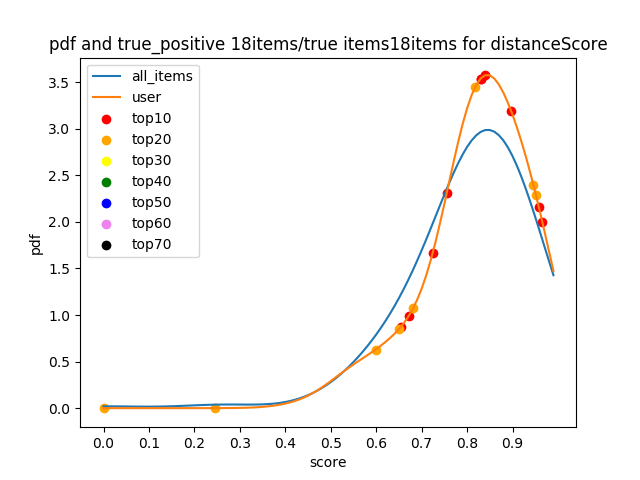 pdf and true_positive 18items/true items18items for distanceScore
all_items
user
top10
top20
top30
top40
top50
top60
top70
3.5
3.0
2.5
2.0
1.5
1.0
0.5
0.0
pdf
0.0 0.1 0.2 0.3 0.4 0.5 0.6 0.7 0.8 0.9
score